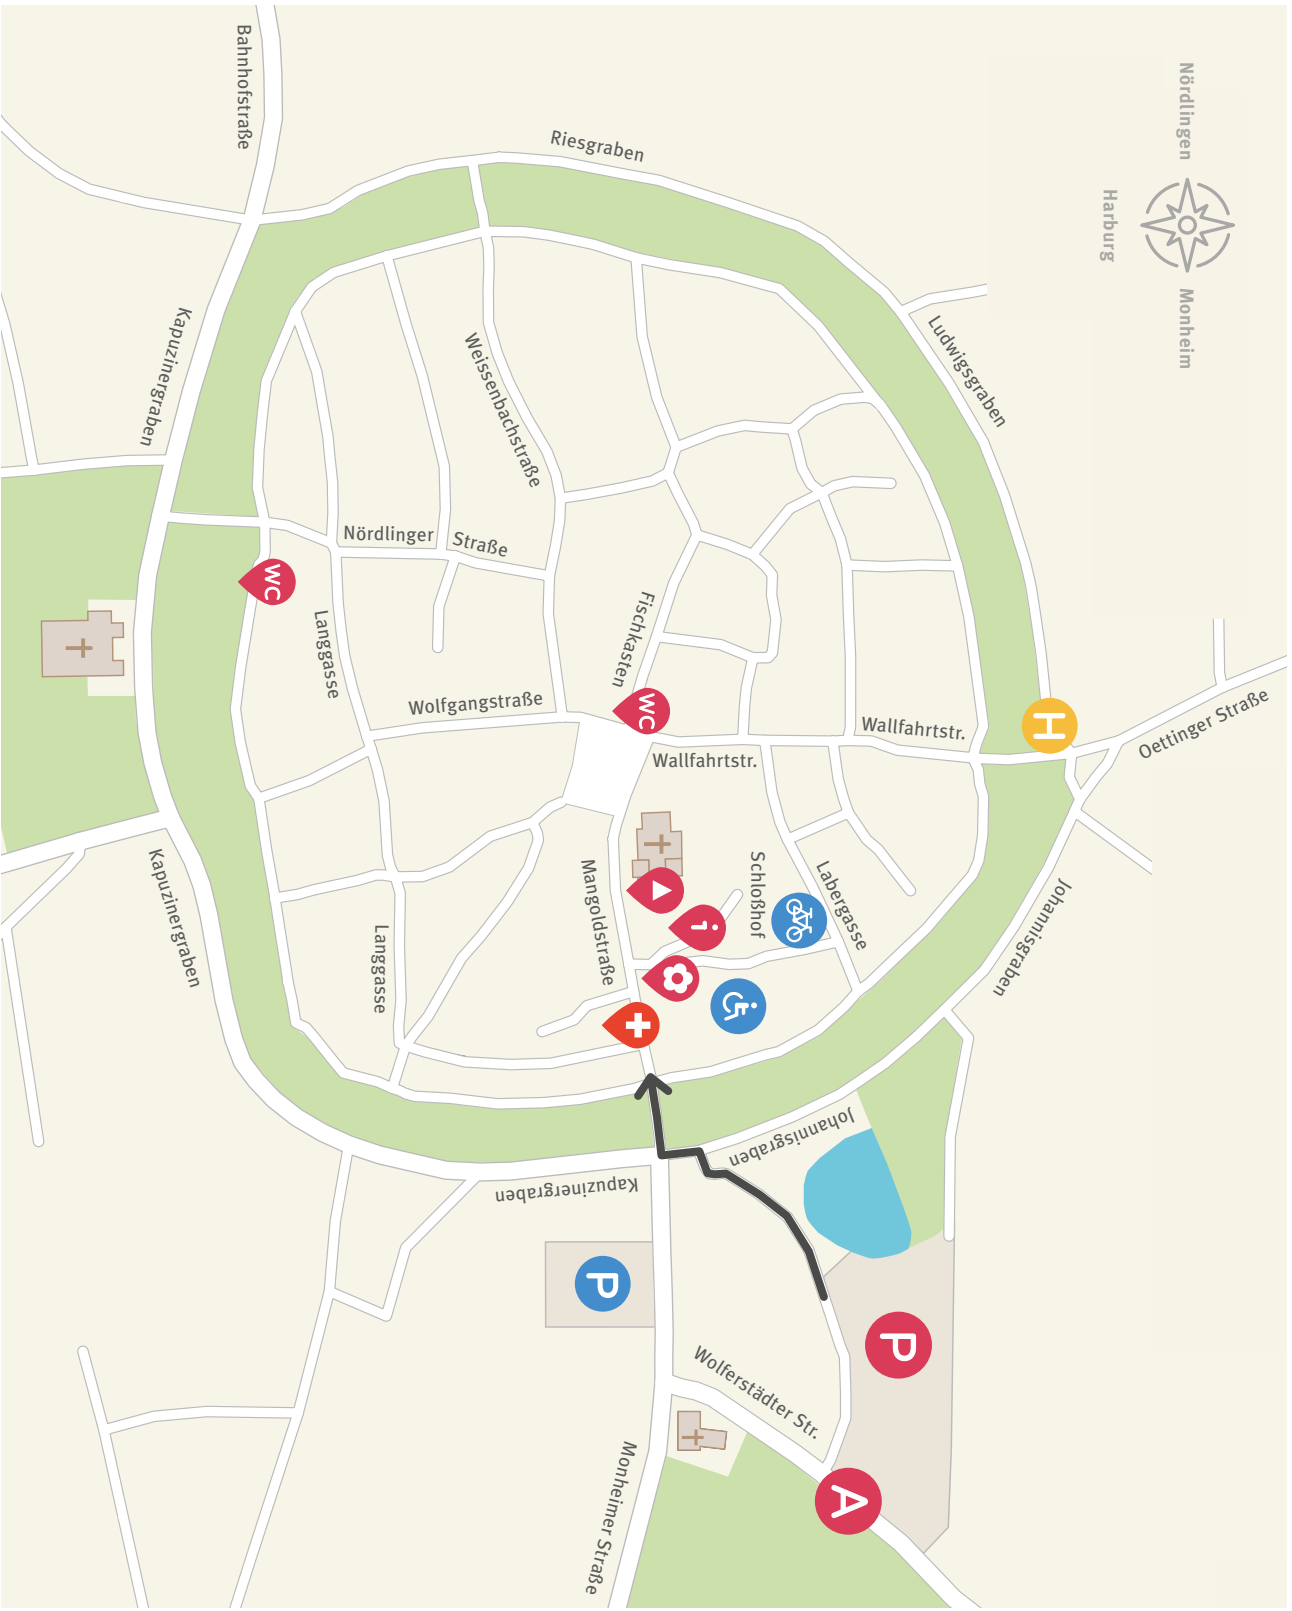 Bahnhofstraße
Riesgraben
Nördlingen
Harburg
Monheim
Kapuzinergraben
Weissenbachstraße
Ludwigsgraben
Nördlinger Straße
WC
Langgasse
Fischkasten
WC
Wolfgangstraße
Wallfahrtstr.
H
Oettinger Straße
Wallfahrtstr.
Kapuzinergraben
Mangoldstraße
Schloßhof
Labergasse
Johannisgraben
i
Langgasse
Johannisgraben
Kapuzinergraben
P
P
Wolferstädter Str.
Monheimer Straße
A